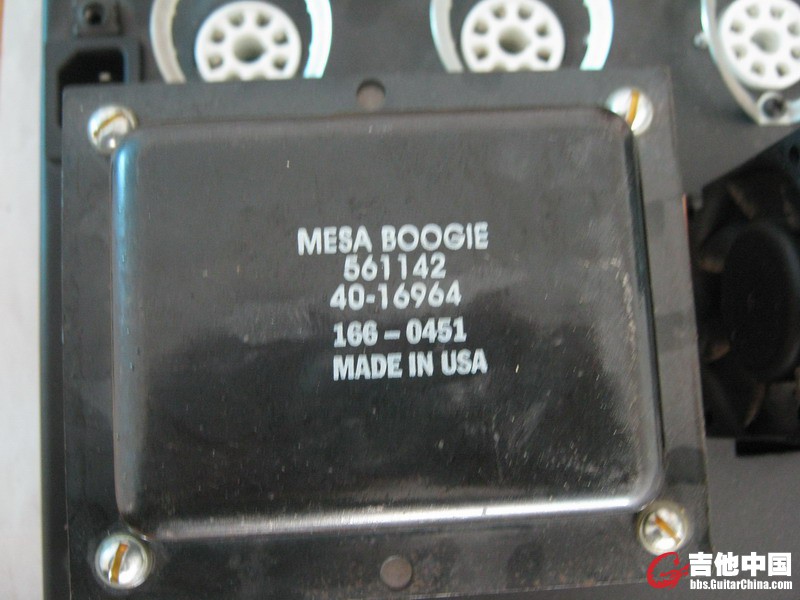 MESA BOOGIE
561142
40-16964
166-0451
MADE IN USA
吉他中国
bbs.GuitarChina.com